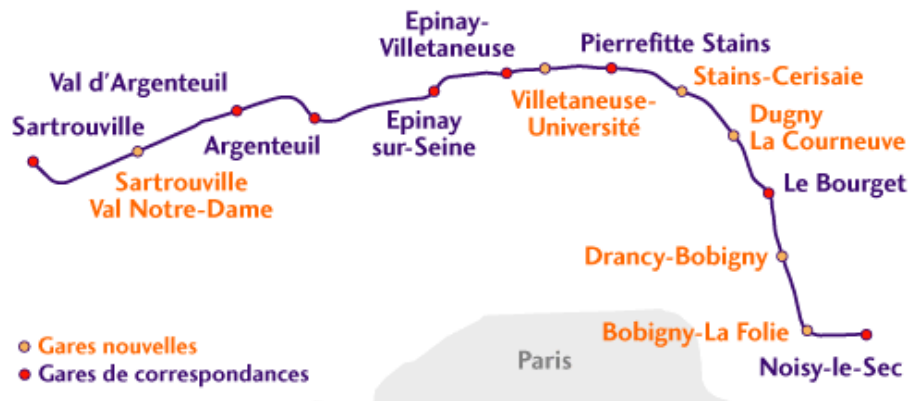 Sartrouville
Sartrouville
Val Notre-Dame
Val d'Argenteuil
Argenteuil
Epinay
sur-Seine
Epinay-
Villetaneuse
Villetaneuse-
Université
Pierrefitte Stains
Stains-Cerisaie
Dugny
La Courneuve
Le Bourget
Drancy-Bobigny
Bobigny-La Folie
Noisy-le-Sec
Paris
Gares nouvelles
Gares de correspondances